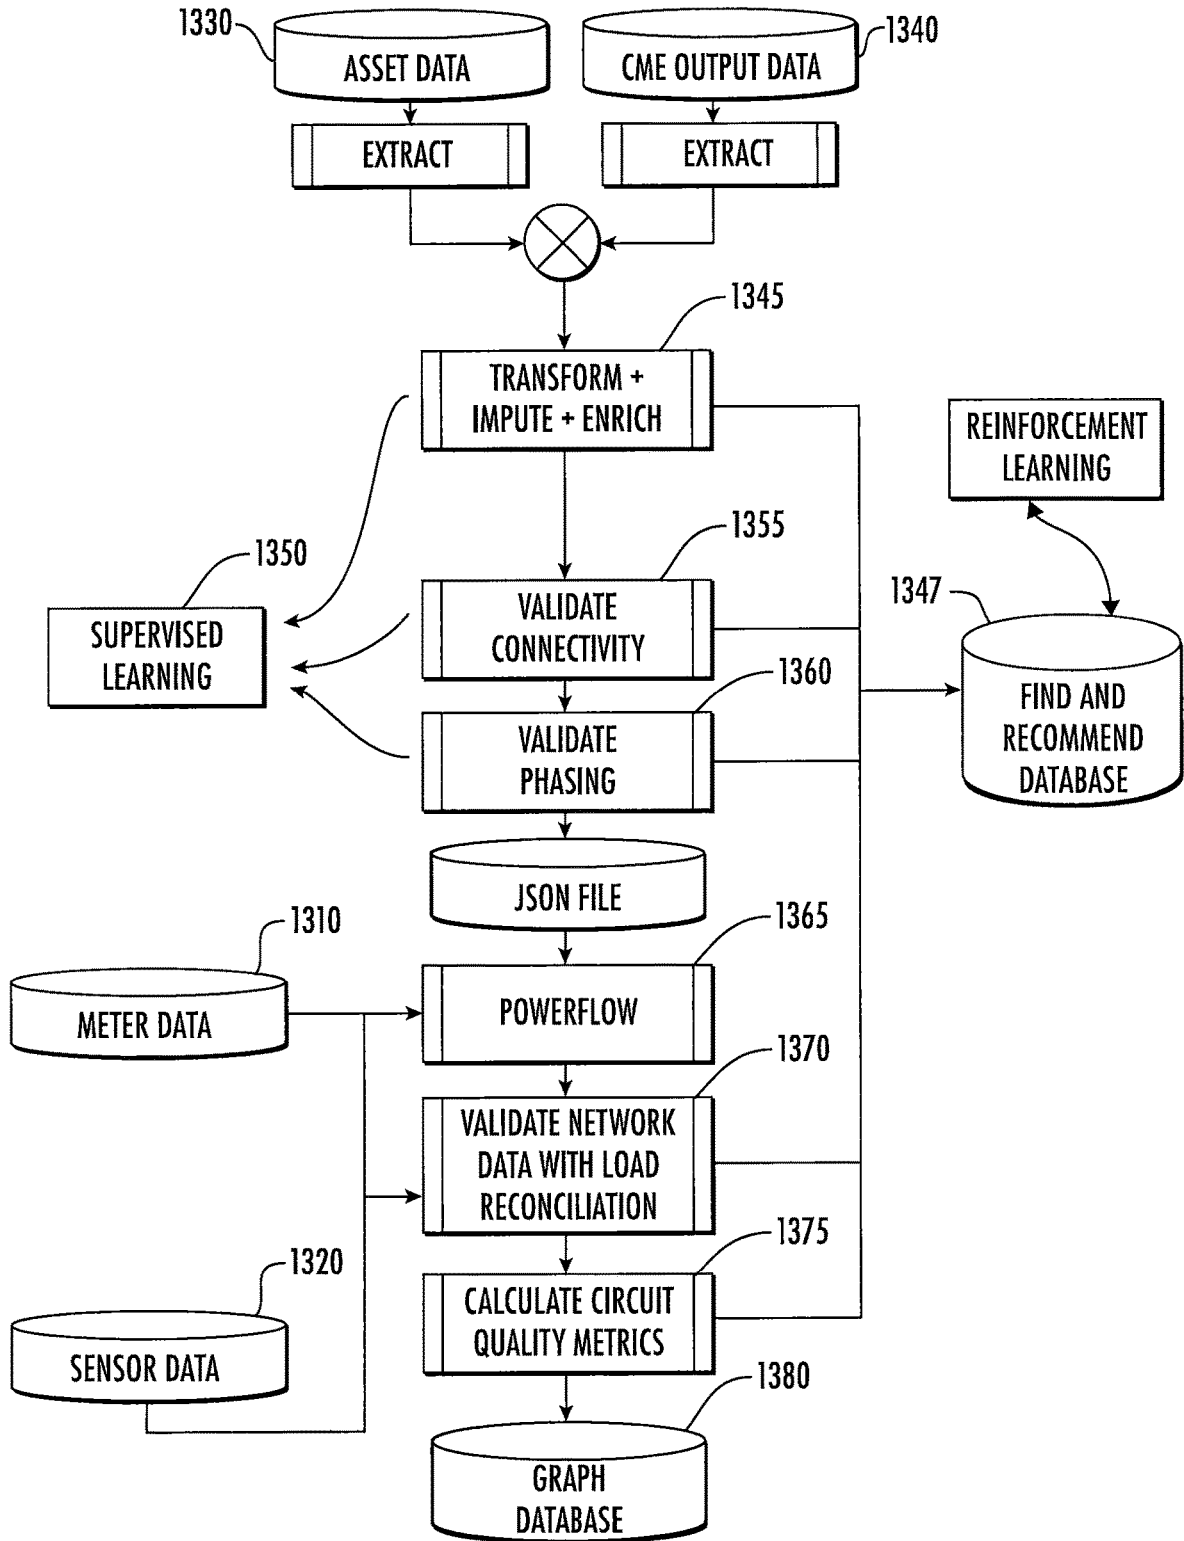 1330
ASSET DATA
CME OUTPUT DATA
1340
EXTRACT
EXTRACT
1345
TRANSFORM +
IMPUTE + ENRICH
REINFORCEMENT
LEARNING
1350
SUPERVISED
LEARNING
1355
VALIDATE
CONNECTIVITY
1347
FIND AND
RECOMMEND
DATABASE
1360
VALIDATE
PHASING
JSON FILE
1310
METER DATA
1365
POWERFLOW
1370
VALIDATE NETWORK
DATA WITH LOAD
RECONCILIATION
1320
SENSOR DATA
1375
CALCULATE CIRCUIT
QUALITY METRICS
1380
GRAPH
DATABASE